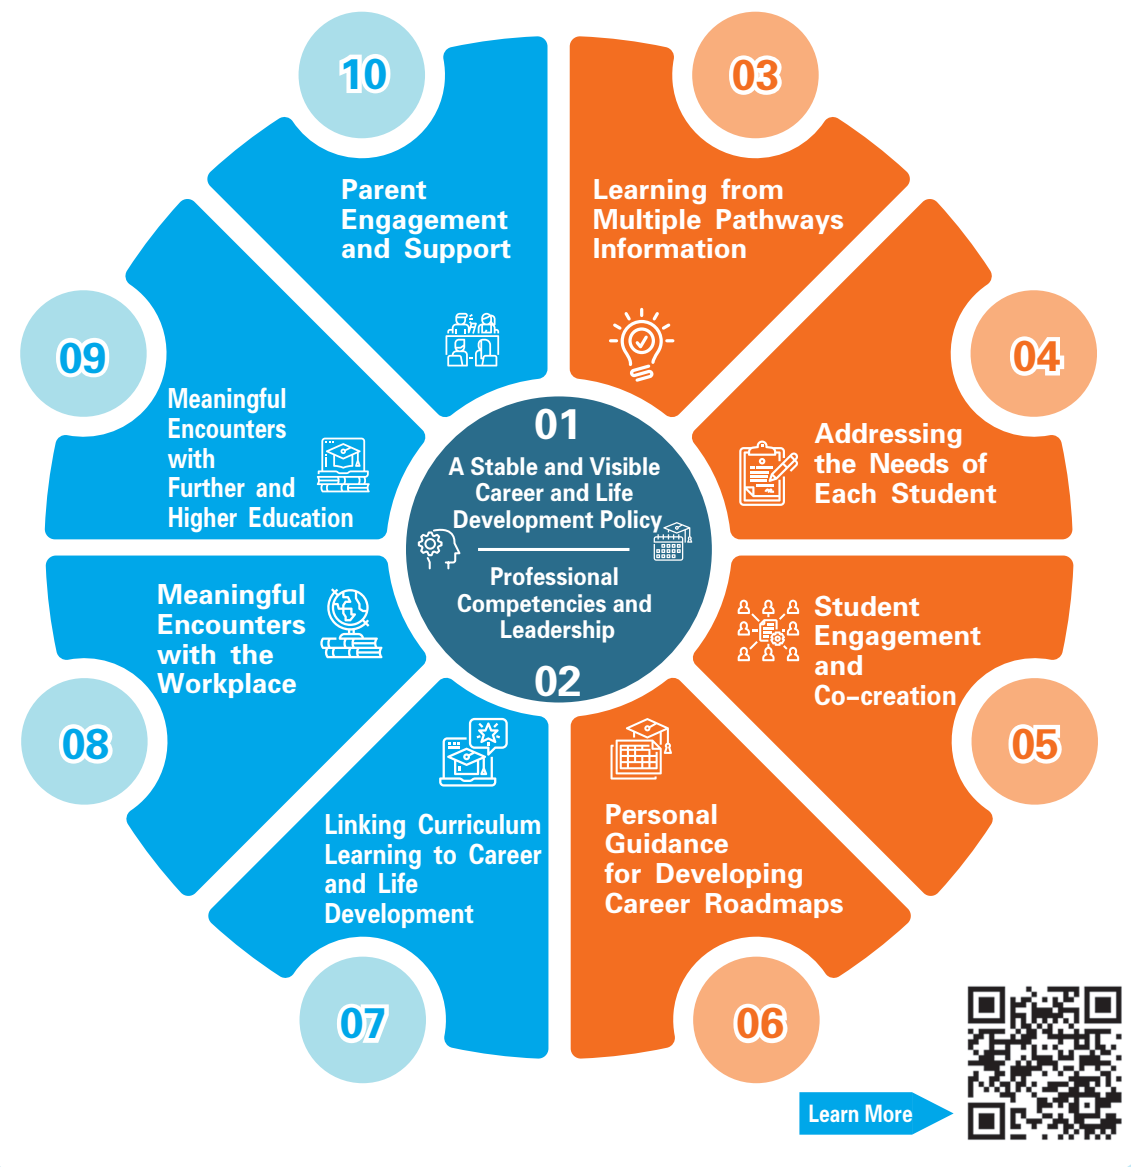 01
A Stable and Visible
Career and Life
Development Policy
Professional
Competencies and
Leadership
02
03
Learning from
Multiple Pathways
Information
04
Addressing
the Needs of
Each Student
05
Student
Engagement
and
Co-creation
06
Personal
Guidance
for Developing
Career Roadmaps
07
Linking Curriculum
Learning to Career
and Life
Development
08
Meaningful
Encounters
with the
Workplace
09
Meaningful
Encounters
with
Further and
Higher Education
10
Parent
Engagement
and Support
Learn More